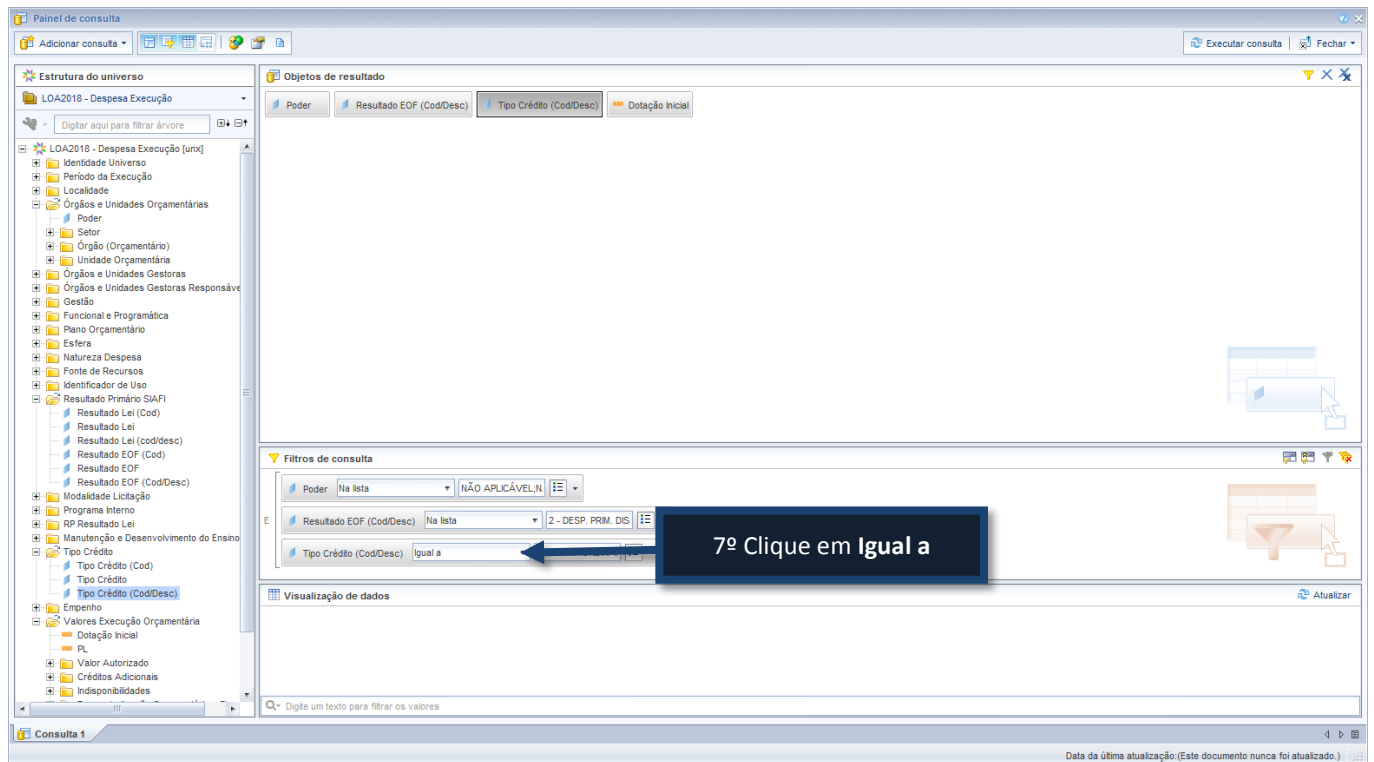 Painel de consulta
Adicionar consulta
Executar consulta
Fechar
Estrutura do universo
LOA2018 - Despesa Execução
Digitar aqui para filtrar árvore
LOA2018 - Despesa Execução [unx]
Identidade Universo
Período da Execução
Localidade
Órgãos e Unidades Orçamentárias
Poder
Setor
Órgão (Orçamentário)
Unidade Orçamentária
Órgãos e Unidades Gestoras
Órgãos e Unidades Gestoras Responsáve
Gestão
Funcional e Programática
Plano Orçamentário
Esfera
Natureza Despesa
Fonte de Recursos
Identificador de Uso
Resultado Primário SIAFI
Resultado Lei (Cod)
Resultado Lei
Resultado Lei (cod/desc)
Resultado EOF (Cod)
Resultado EOF
Resultado EOF (Cod/Desc)
Modalidade Licitação
Programa Interno
RP Resultado Lei
Manutenção e Desenvolvimento do Ensino
Tipo Crédito
Tipo Crédito (Cod)
Tipo Crédito
Tipo Crédito (Cod/Desc)
Empenho
Valores Execução Orçamentária
Dotação Inicial
PL
Valor Autorizado
Créditos Adicionais
Indisponibilidades
Objetos de resultado
Poder
Resultado EOF (Cod/Desc)
Tipo Crédito (Cod/Desc)
Dotação Inicial
Filtros de consulta
Poder Na lista NÃO APLICÁVEL;N.
E Resultado EOF (Cod/Desc) Na lista 2 - DESP. PRIM. DIS
Tipo Crédito (Cod/Desc) Igual a
7º Clique em Igual a
Visualização de dados
Atualizar
Digite um texto para filtrar os valores
Consulta 1
Data da última atualização:(Este documento nunca foi atualizado.)